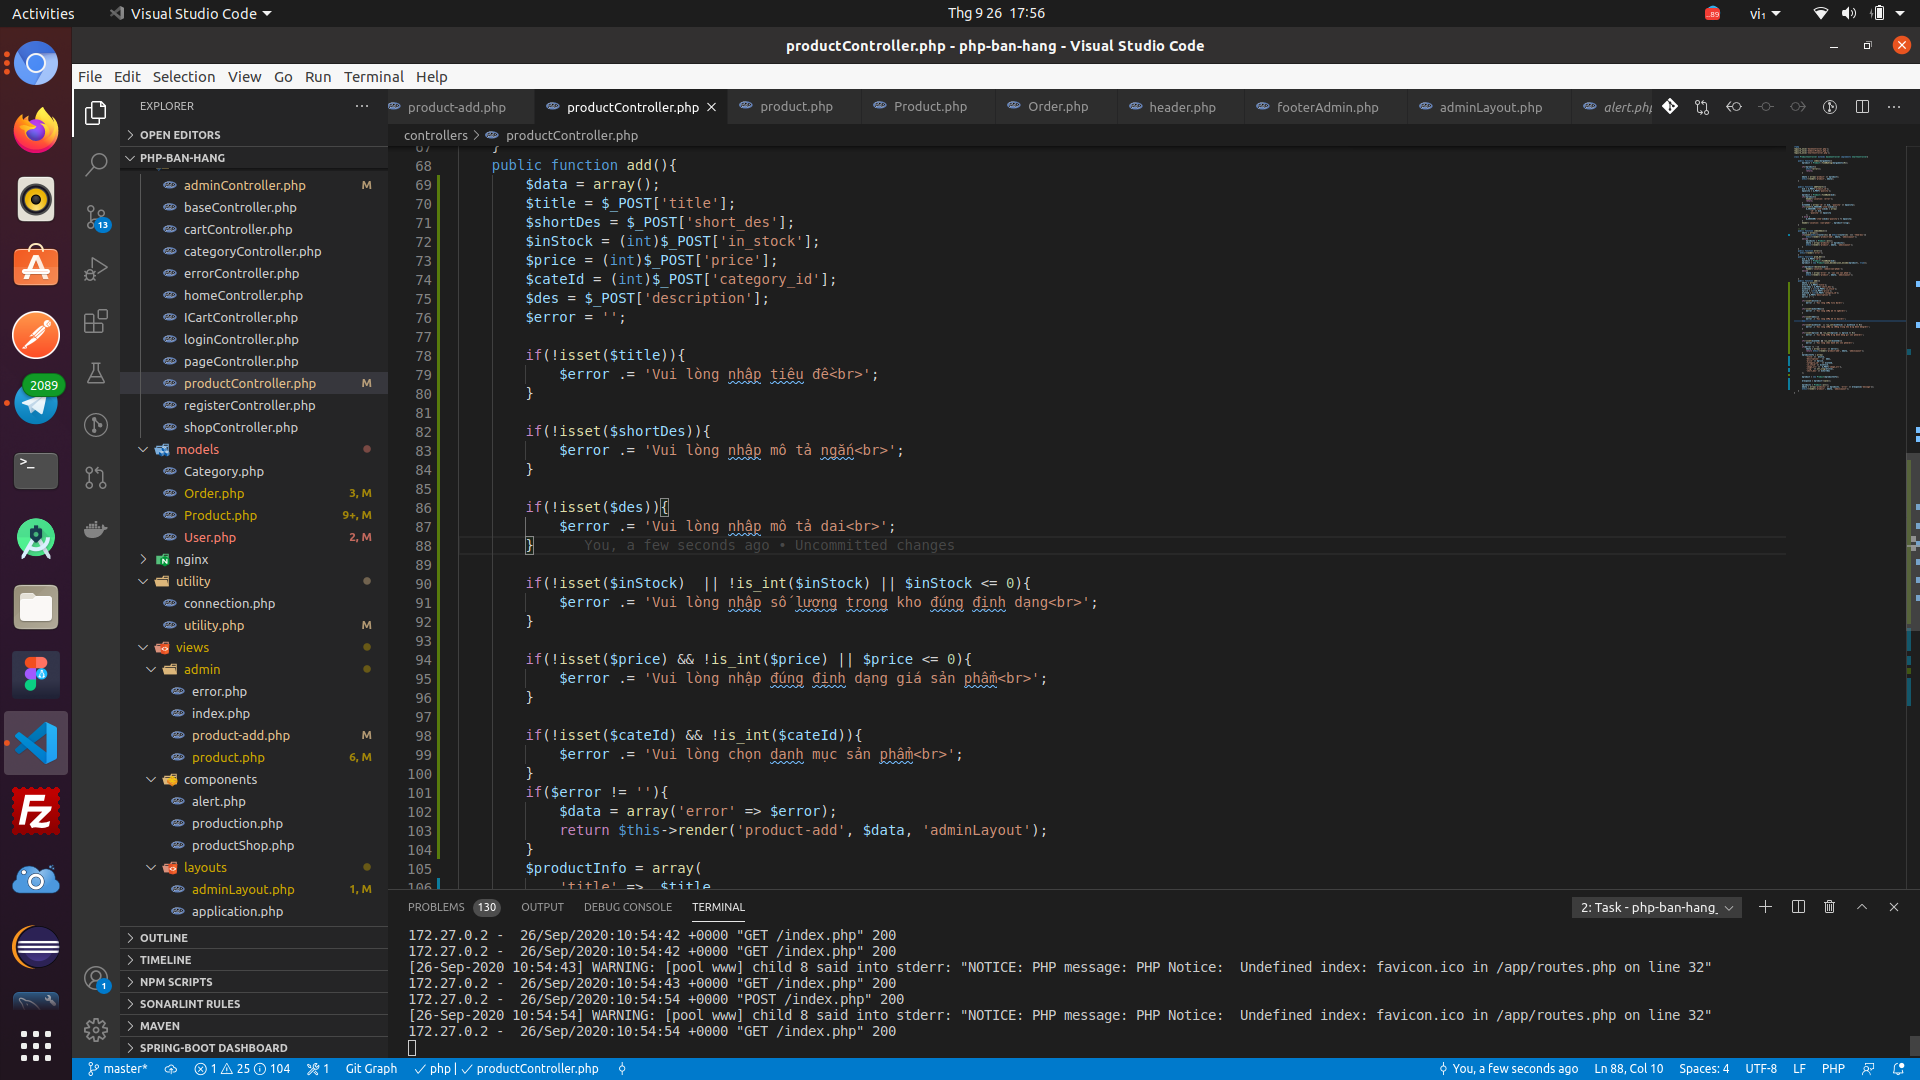 Activities
Visual Studio Code
Thg 9 26 17:56
vi₁
productController.php - php-ban-hang - Visual Studio Code
File Edit Selection View Go Run Terminal Help
EXPLORER
product-add.php
productController.php
product.php
Product.php
Order.php
header.php
footerAdmin.php
adminLayout.php
alert.php
OPEN EDITORS
controllers > productController.php
PHP-BAN-HANG
adminController.php M
baseController.php
cartController.php
categoryController.php
errorController.php
homeController.php
ICartController.php
loginController.php
pageController.php
productController.php M
registerController.php
shopController.php
models
Category.php
Order.php 3, M
Product.php 9+, M
User.php 2, M
nginx
utility
connection.php
utility.php M
views
admin
error.php
index.php
product-add.php M
product.php 6, M
components
alert.php
production.php
productShop.php
layouts
adminLayout.php 1, M
application.php
OUTLINE
TIMELINE
NPM SCRIPTS
SONARLINT RULES
MAVEN
SPRING-BOOT DASHBOARD
13
2089
1
67 }
68 public function add(){
69 $data = array();
70 $title = $_POST['title'];
71 $shortDes = $_POST['short_des'];
72 $inStock = (int)$_POST['in_stock'];
73 $price = (int)$_POST['price'];
74 $cateId = (int)$_POST['category_id'];
75 $des = $_POST['description'];
76 $error = '';
77
78 if(!isset($title)){
79 $error .= 'Vui lòng nhập tiêu đề<br>';
80 }
81
82 if(!isset($shortDes)){
83 $error .= 'Vui lòng nhập mô tả ngắn<br>';
84 }
85
86 if(!isset($des)){
87 $error .= 'Vui lòng nhập mô tả dai<br>';
88 } You, a few seconds ago • Uncommitted changes
89
90 if(!isset($inStock)  || !is_int($inStock) || $inStock <= 0){
91 $error .= 'Vui lòng nhập số lượng trong kho đúng định dạng<br>';
92 }
93
94 if(!isset($price) && !is_int($price) || $price <= 0){
95 $error .= 'Vui lòng nhập đúng định dạng giá sản phẩm<br>';
96 }
97
98 if(!isset($cateId) && !is_int($cateId)){
99 $error .= 'Vui lòng chọn danh mục sản phẩm<br>';
100 }
101 if($error != ''){
102 $data = array('error' => $error);
103 return $this->render('product-add', $data, 'adminLayout');
104 }
105 $productInfo = array(
106 'title' => $title
PROBLEMS 130 OUTPUT DEBUG CONSOLE TERMINAL
2: Task - php-ban-hang_
172.27.0.2 -  26/Sep/2020:10:54:42 +0000 "GET /index.php" 200
172.27.0.2 -  26/Sep/2020:10:54:42 +0000 "GET /index.php" 200
[26-Sep-2020 10:54:43] WARNING: [pool www] child 8 said into stderr: "NOTICE: PHP message: PHP Notice:  Undefined index: favicon.ico in /app/routes.php on line 32"
172.27.0.2 -  26/Sep/2020:10:54:43 +0000 "GET /index.php" 200
172.27.0.2 -  26/Sep/2020:10:54:54 +0000 "POST /index.php" 200
[26-Sep-2020 10:54:54] WARNING: [pool www] child 8 said into stderr: "NOTICE: PHP message: PHP Notice:  Undefined index: favicon.ico in /app/routes.php on line 32"
172.27.0.2 -  26/Sep/2020:10:54:54 +0000 "GET /index.php" 200
master* 1 25 104 1 Git Graph php | productController.php
You, a few seconds ago Ln 88, Col 10 Spaces: 4 UTF-8 LF PHP